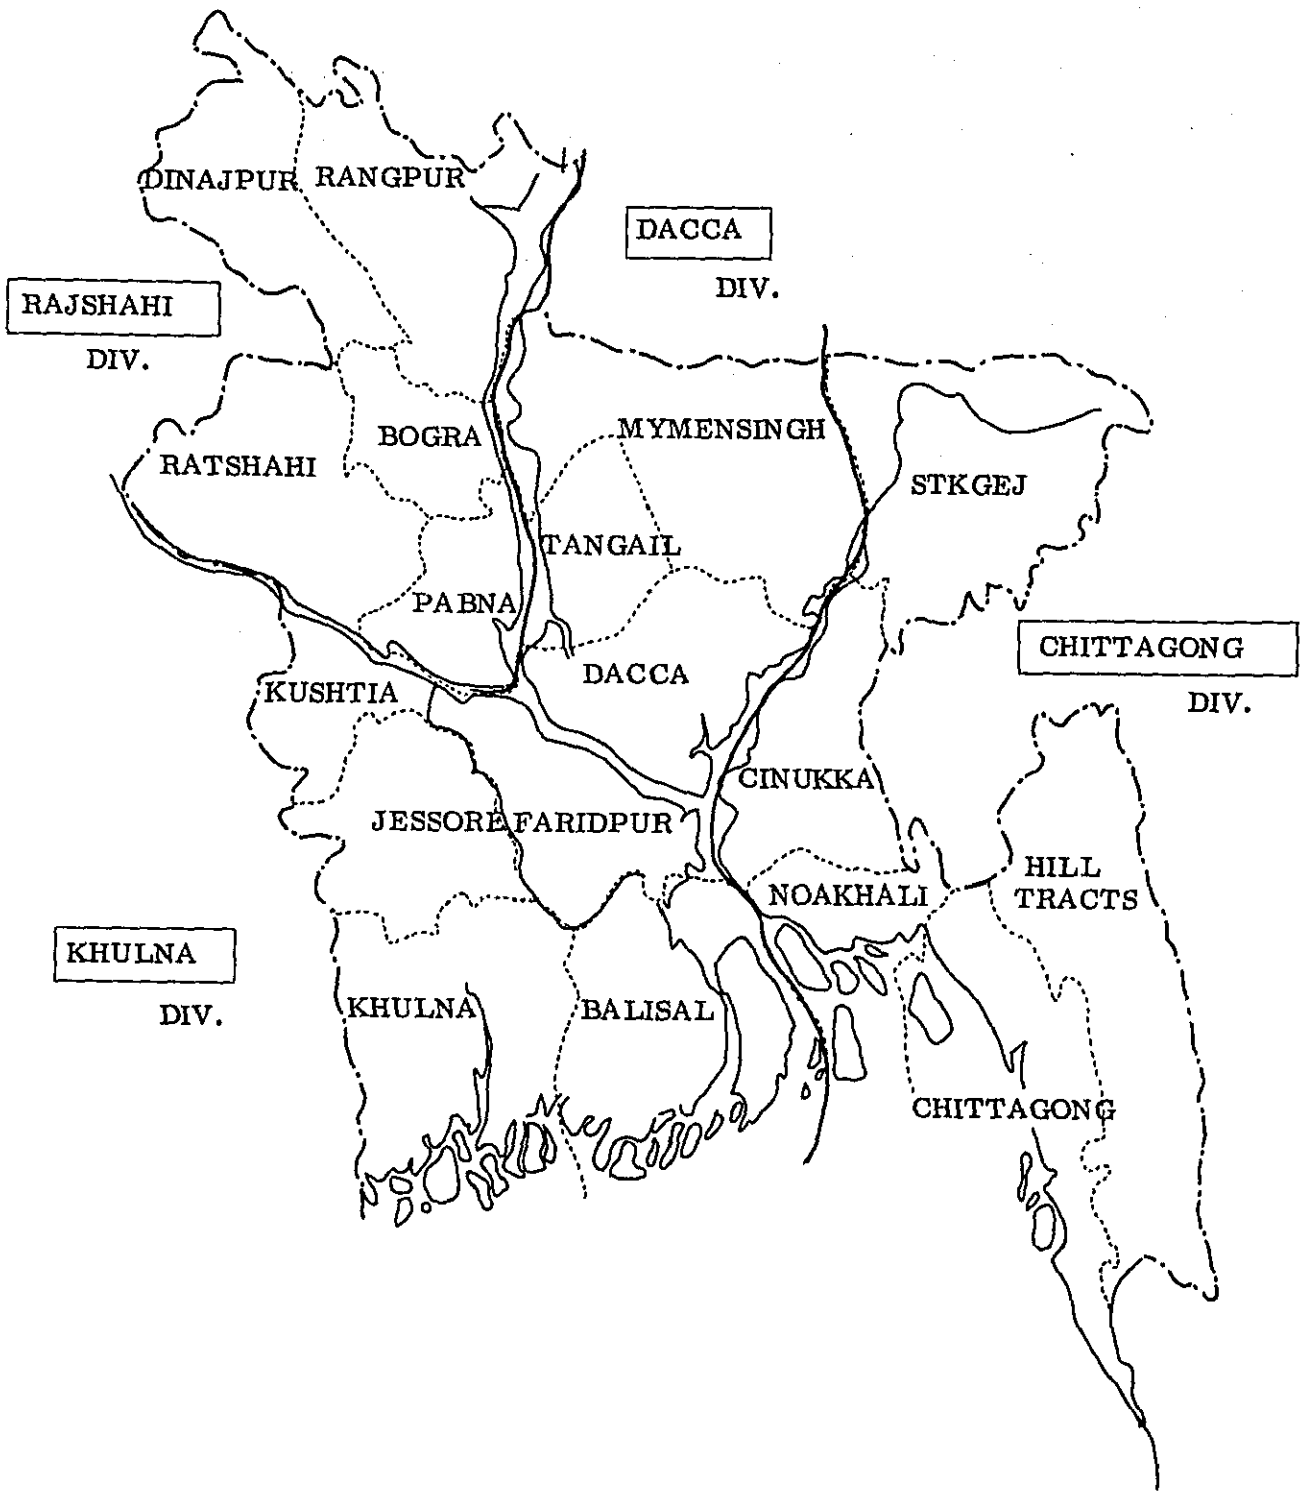 DINAJPUR
RANGPUR
DACCA
DIV.
RAJSHAHI
DIV.
BOGRA
MYMENSINGH
RATSHAHI
STKGEJ
TANGAIL
PABNA
CHITTAGONG
DIV.
DACCA
KUSHTIA
CINUKKA
JESSORE
FARIDPUR
HILL
TRACTS
NOAKHALI
KHULNA
DIV.
KHULNA
BALISAL
CHITTAGONG